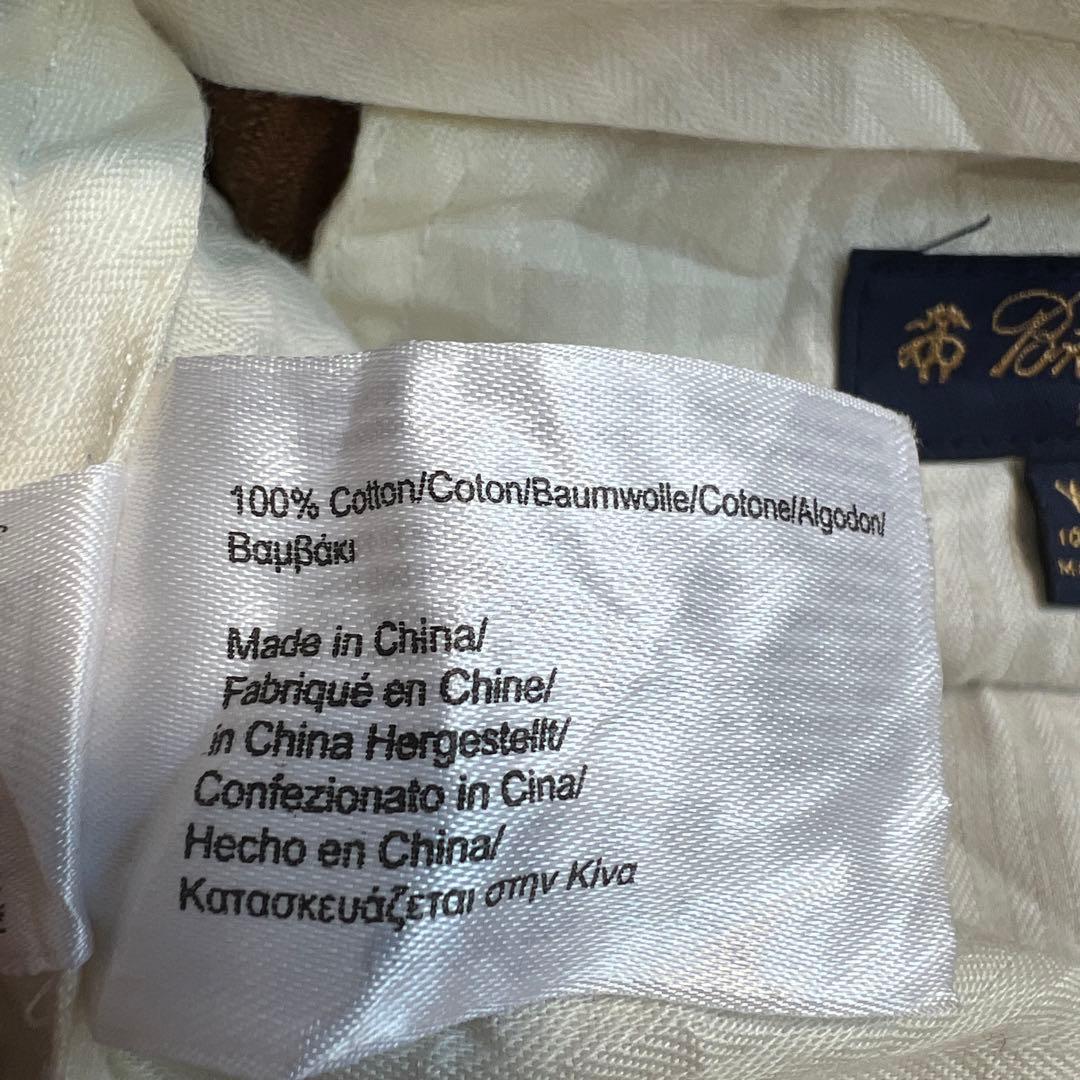 100% Cotton/Coton/Baumwolle/Cotone/Algodon/
Βαμβάκι
Made in China/
Fabriqué en Chine/
in China Hergestellt/
Confezionato in Cina/
Hecho en China/
Κατασκευάζεται στην Κίνα